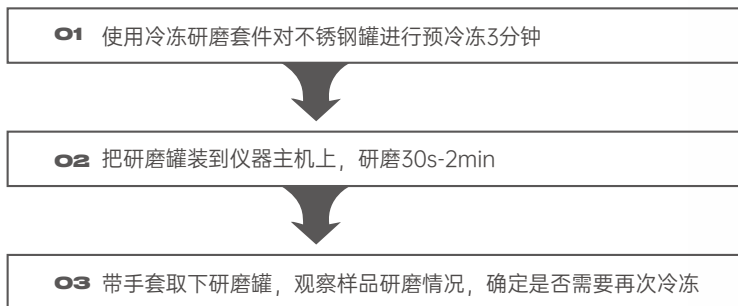 01 使用冷冻研磨套件对不锈钢罐进行预冷冻3分钟
02 把研磨罐装到仪器主机上，研磨30s-2min
03 带手套取下研磨罐，观察样品研磨情况，确定是否需要再次冷冻